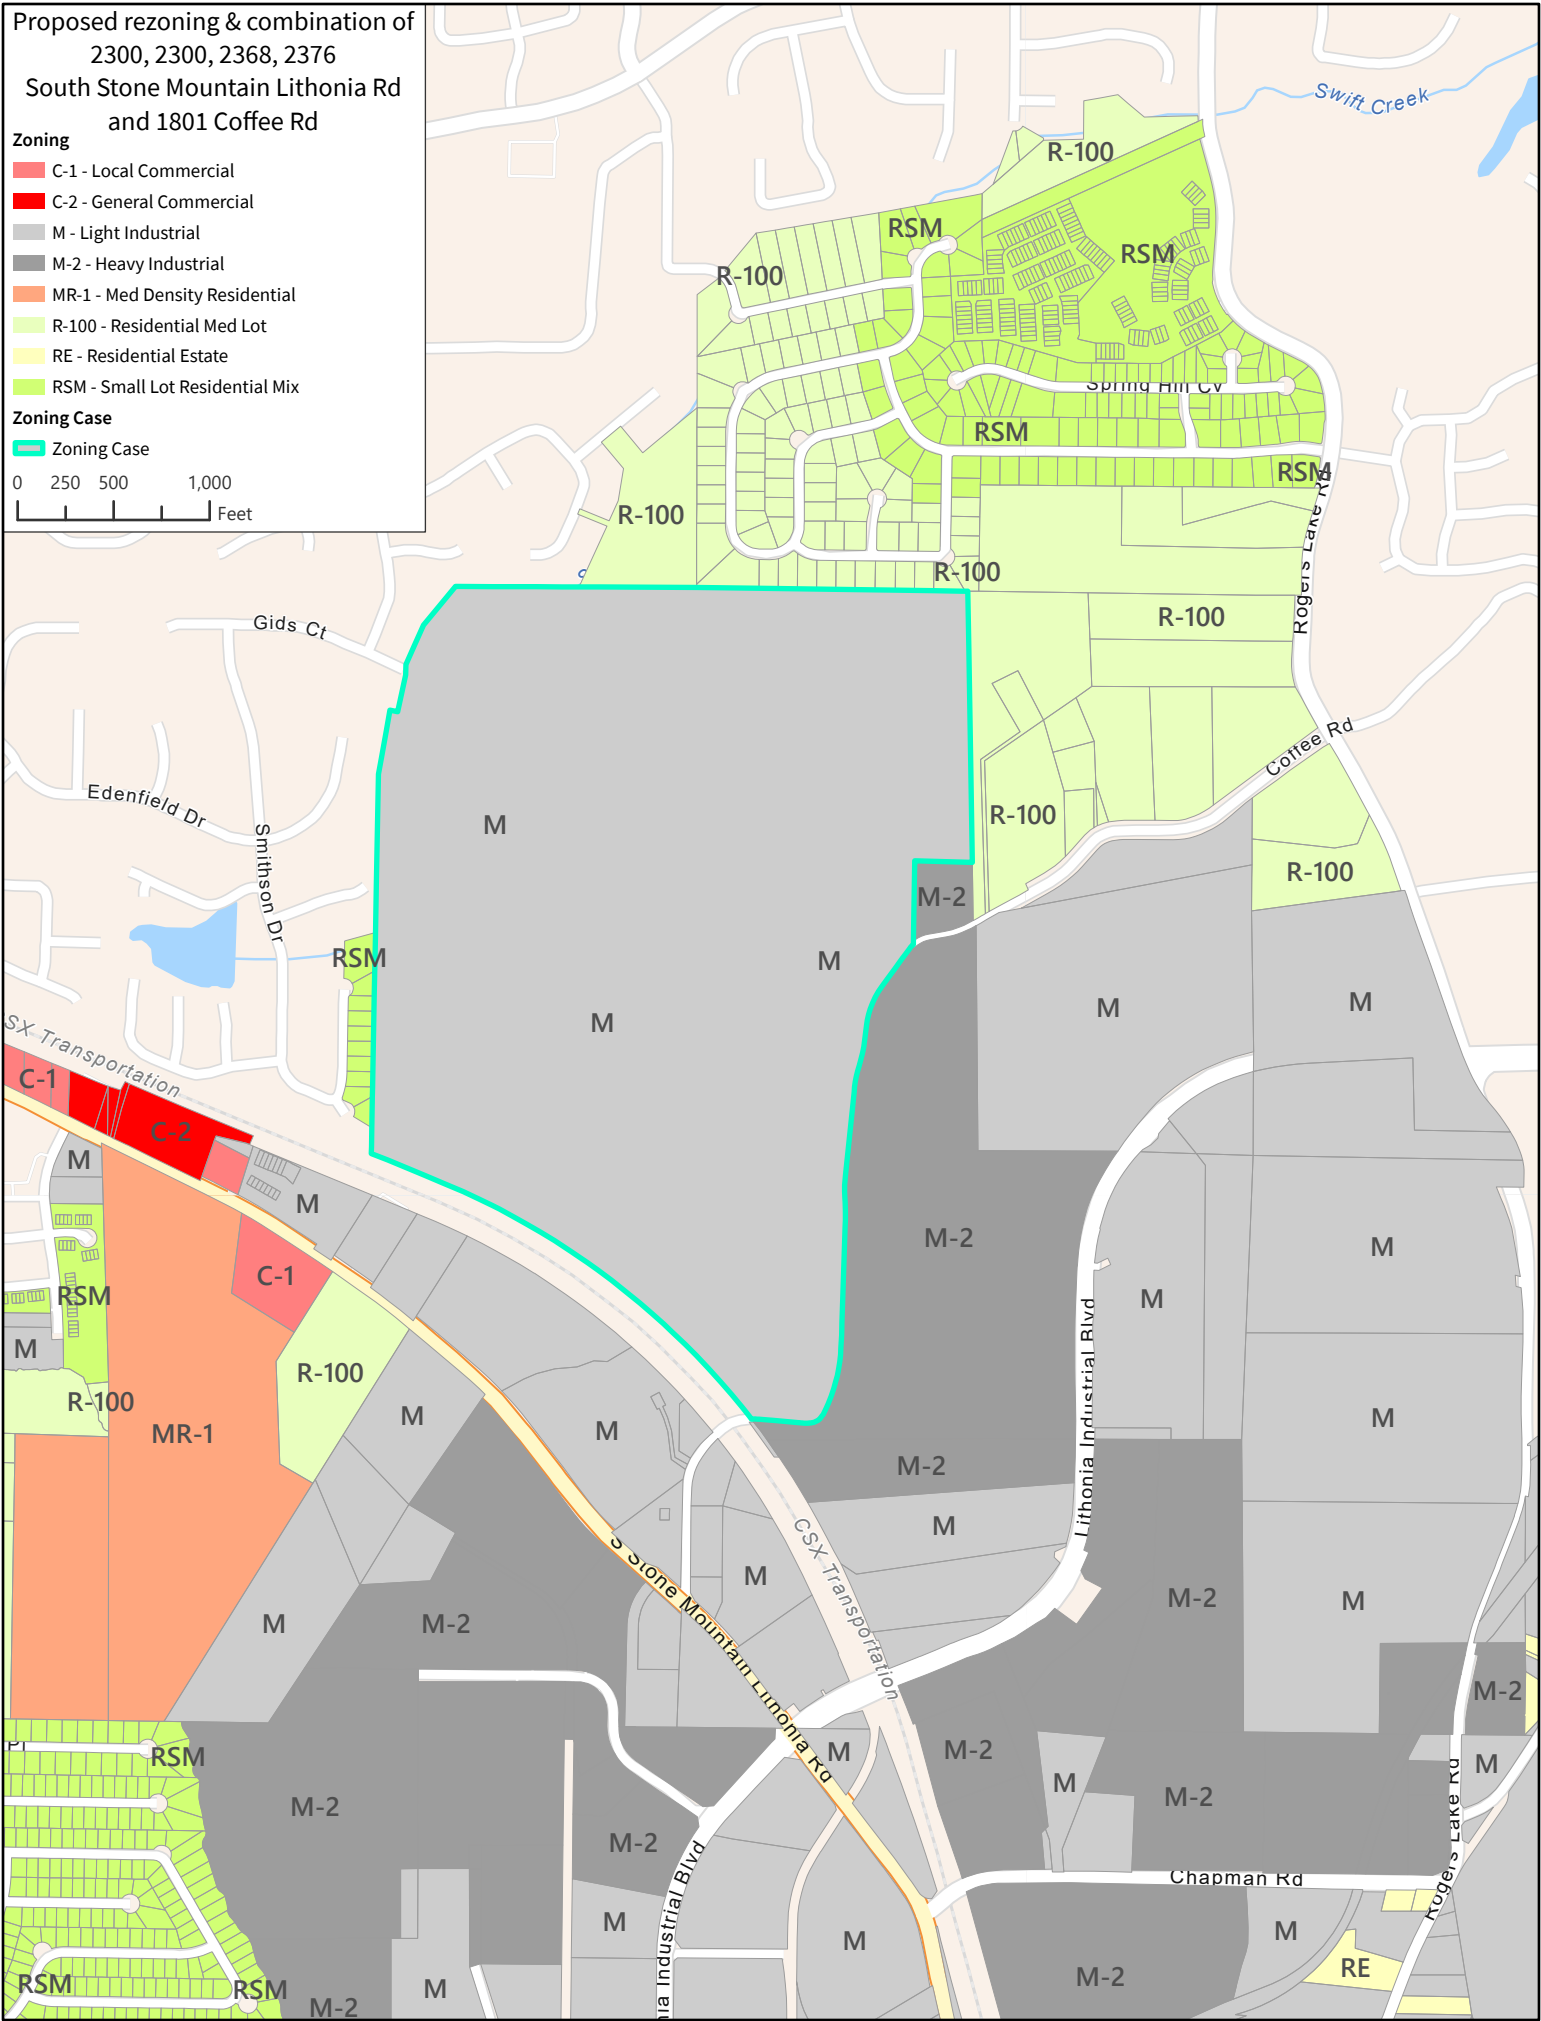 Proposed rezoning & combination of
2300, 2300, 2368, 2376
South Stone Mountain Lithonia Rd
and 1801 Coffee Rd
Zoning
C-1 - Local Commercial
C-2 - General Commercial
M - Light Industrial
M-2 - Heavy Industrial
MR-1 - Med Density Residential
R-100 - Residential Med Lot
RE - Residential Estate
RSM - Small Lot Residential Mix
Zoning Case
Zoning Case
0 250 500 1,000
Feet
Swift Creek
R-100
RSM
RSM
R-100
Spring Hill Cv
RSM
RSM
Rogers Lake Rd
R-100
R-100
R-100
Gids Ct
Coffee Rd
Edenfield Dr
Smithson Dr
M
R-100
R-100
M-2
RSM
M
M
M
M
SX Transportation
C-1
C-2
M
M
M-2
M
C-1
RSM
M
Lithonia Industrial Blvd
M
R-100
R-100
MR-1
M
M
M
M-2
M
CSX Transportation
S Stone Mountain Lithonia Rd
M
M-2
M
M
M-2
M-2
Pl
RSM
M
M-2
M
M
M-2
M-2
M-2
Rogers Lake Rd
Chapman Rd
nia Industrial Blvd
M
M
M
RE
RSM
RSM
M-2
M
M-2